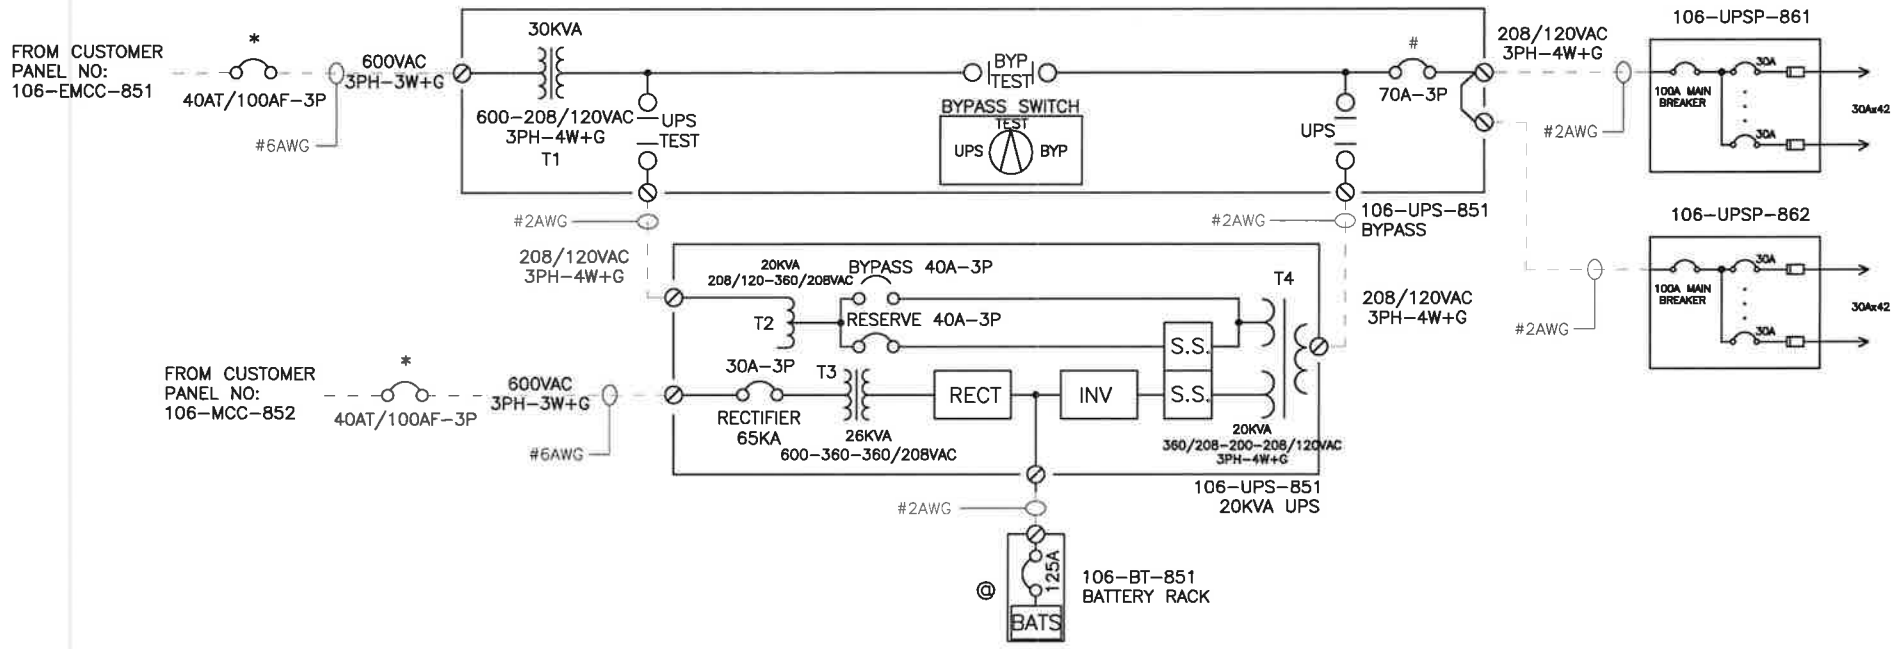 FROM CUSTOMER
PANEL NO:
106-EMCC-851
*
40AT/100AF-3P
#6AWG
600VAC
3PH-3W+G
30KVA
600-208/120VAC
3PH-4W+G
T1
UPS
TEST
BYP
TEST
BYPASS SWITCH
TEST
UPS
BYP
UPS
#
70A-3P
208/120VAC
3PH-4W+G
#2AWG
106-UPSP-861
100A MAIN
BREAKER
30A
30A
30Ax42
106-UPS-851
BYPASS
#2AWG
208/120VAC
3PH-4W+G
#2AWG
208/120VAC
3PH-4W+G
#2AWG
106-UPSP-862
100A MAIN
BREAKER
30A
30A
30Ax42
20KVA
208/120-360/208VAC
T2
BYPASS 40A-3P
RESERVE 40A-3P
T4
S.S.
S.S.
FROM CUSTOMER
PANEL NO:
106-MCC-852
*
40AT/100AF-3P
600VAC
3PH-3W+G
#6AWG
30A-3P
RECTIFIER
65KA
T3
26KVA
600-360-360/208VAC
RECT
INV
20KVA
360/208-200-208/120VAC
3PH-4W+G
106-UPS-851
20KVA UPS
#2AWG
@
125A
BATS
106-BT-851
BATTERY RACK